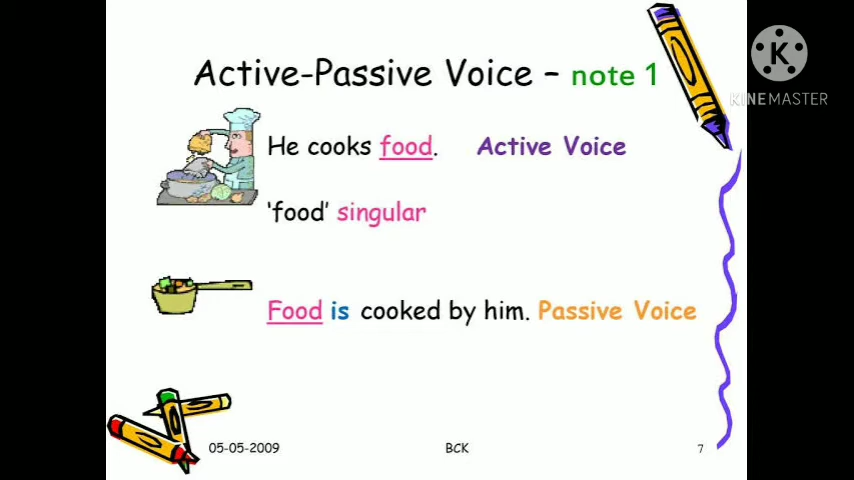 K
KINEMASTER
Active-Passive Voice – note 1
He cooks food. Active Voice
‘food’ singular
Food is cooked by him. Passive Voice
05-05-2009 BCK 7